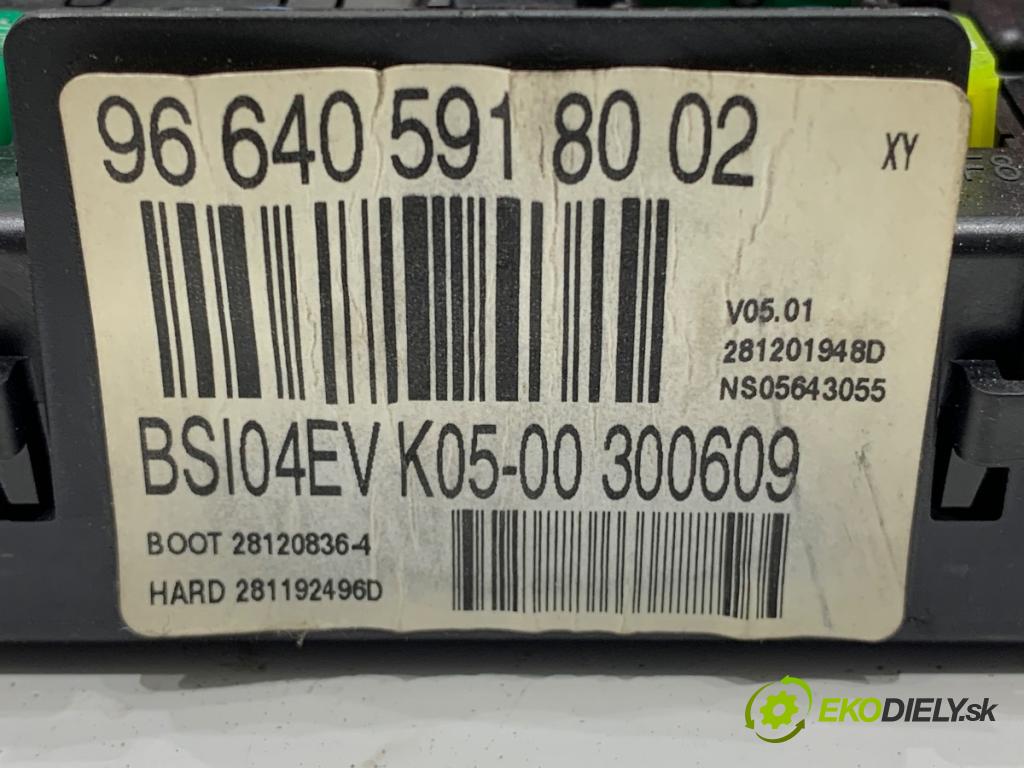 96 640 591 80 02
XY
V05.01
281201948D
NS05643055
BSI04EV K05-00 300609
BOOT 28120836-4
HARD 281192496D
EKODIELY.sk